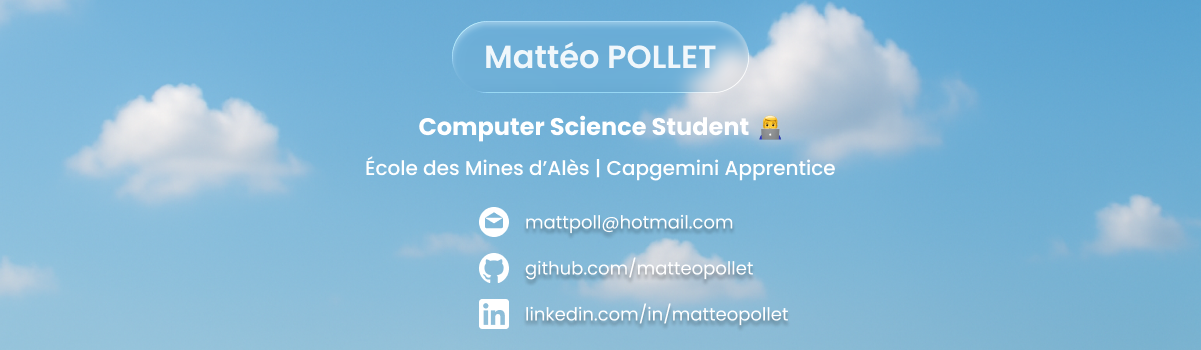 Mattéo POLLET
Computer Science Student 👨‍💻
École des Mines d’Alès | Capgemini Apprentice
mattpoll@hotmail.com
github.com/matteopollet
linkedin.com/in/matteopollet